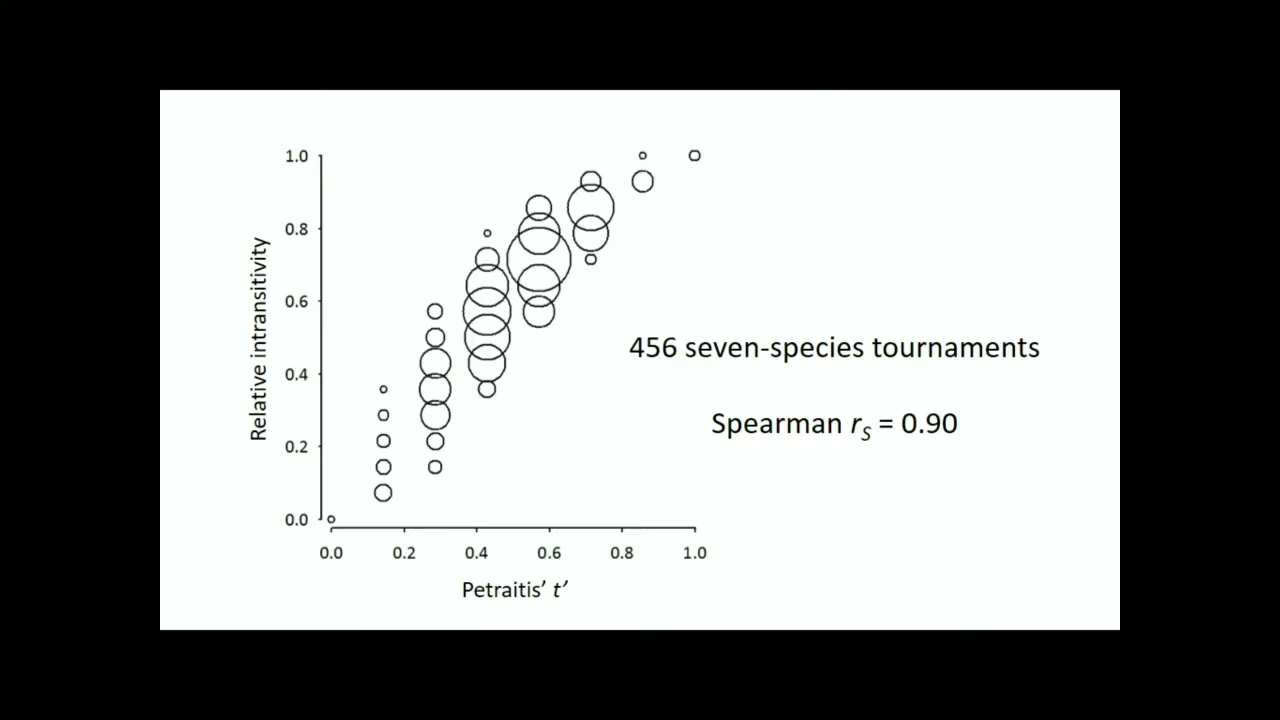 1.0
0.8
0.6
0.4
0.2
0.0
Relative intransitivity
0.0 0.2 0.4 0.6 0.8 1.0
Petraitis’ t’
456 seven-species tournaments
Spearman rS = 0.90